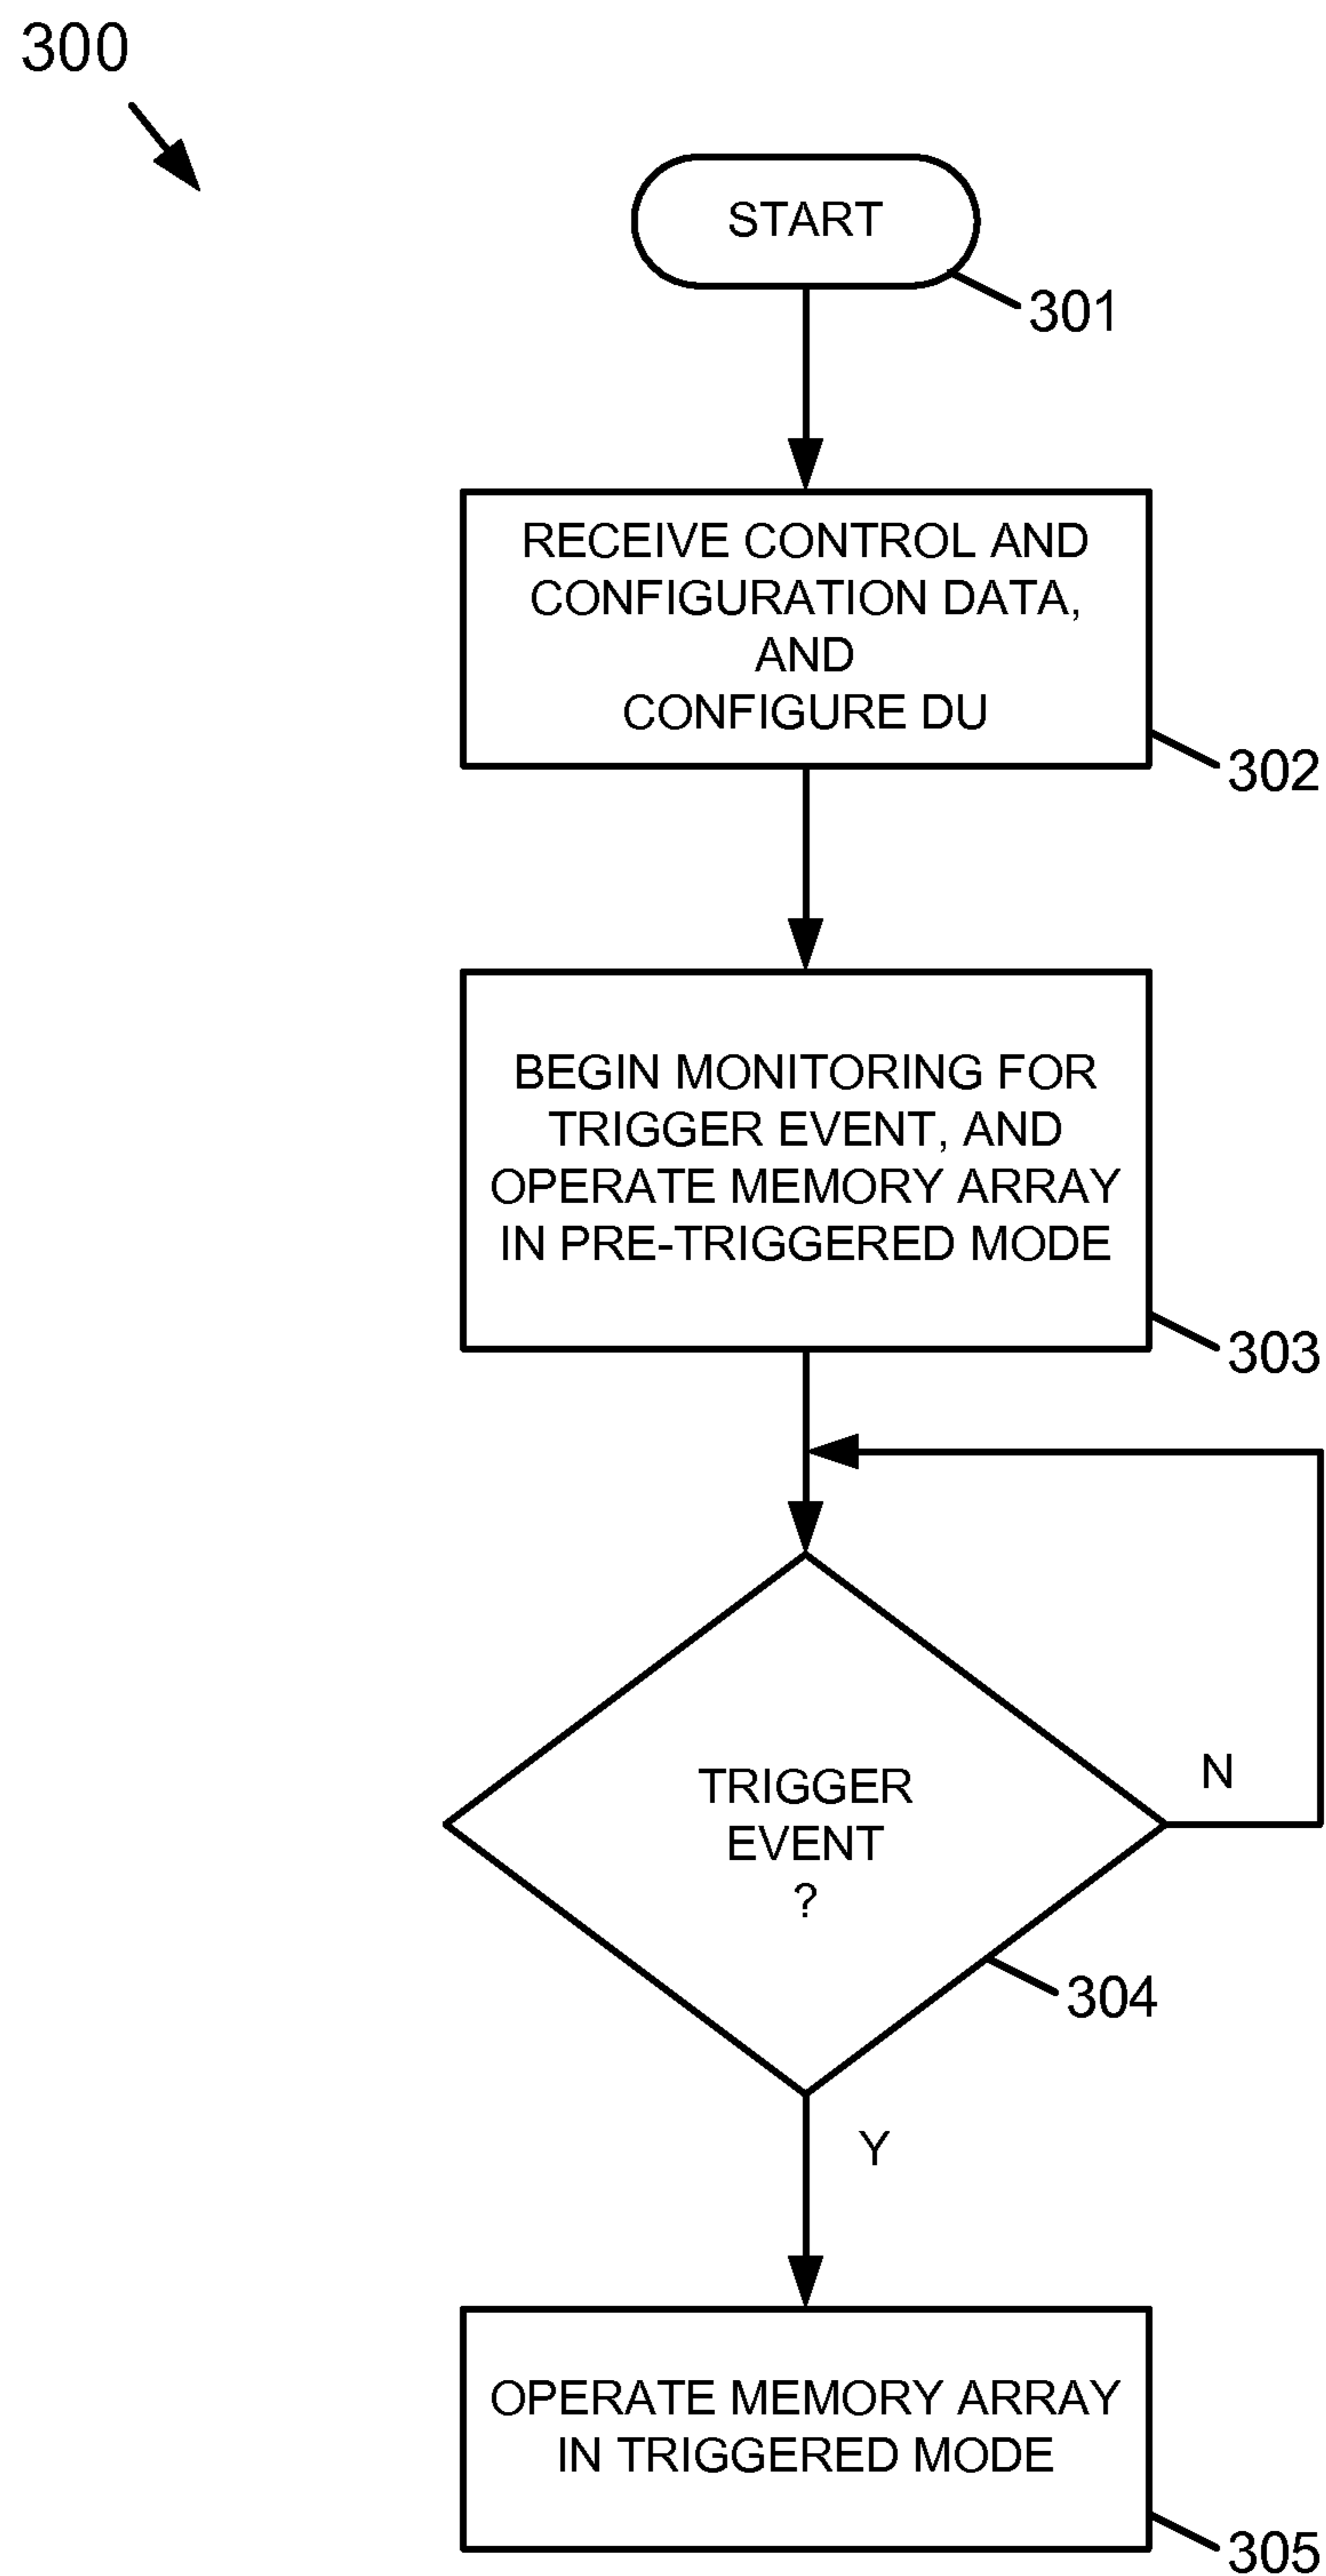 300
START
301
RECEIVE CONTROL AND
CONFIGURATION DATA,
AND
CONFIGURE DU
302
BEGIN MONITORING FOR
TRIGGER EVENT, AND
OPERATE MEMORY ARRAY
IN PRE-TRIGGERED MODE
303
TRIGGER
EVENT
?
N
304
Y
OPERATE MEMORY ARRAY
IN TRIGGERED MODE
305